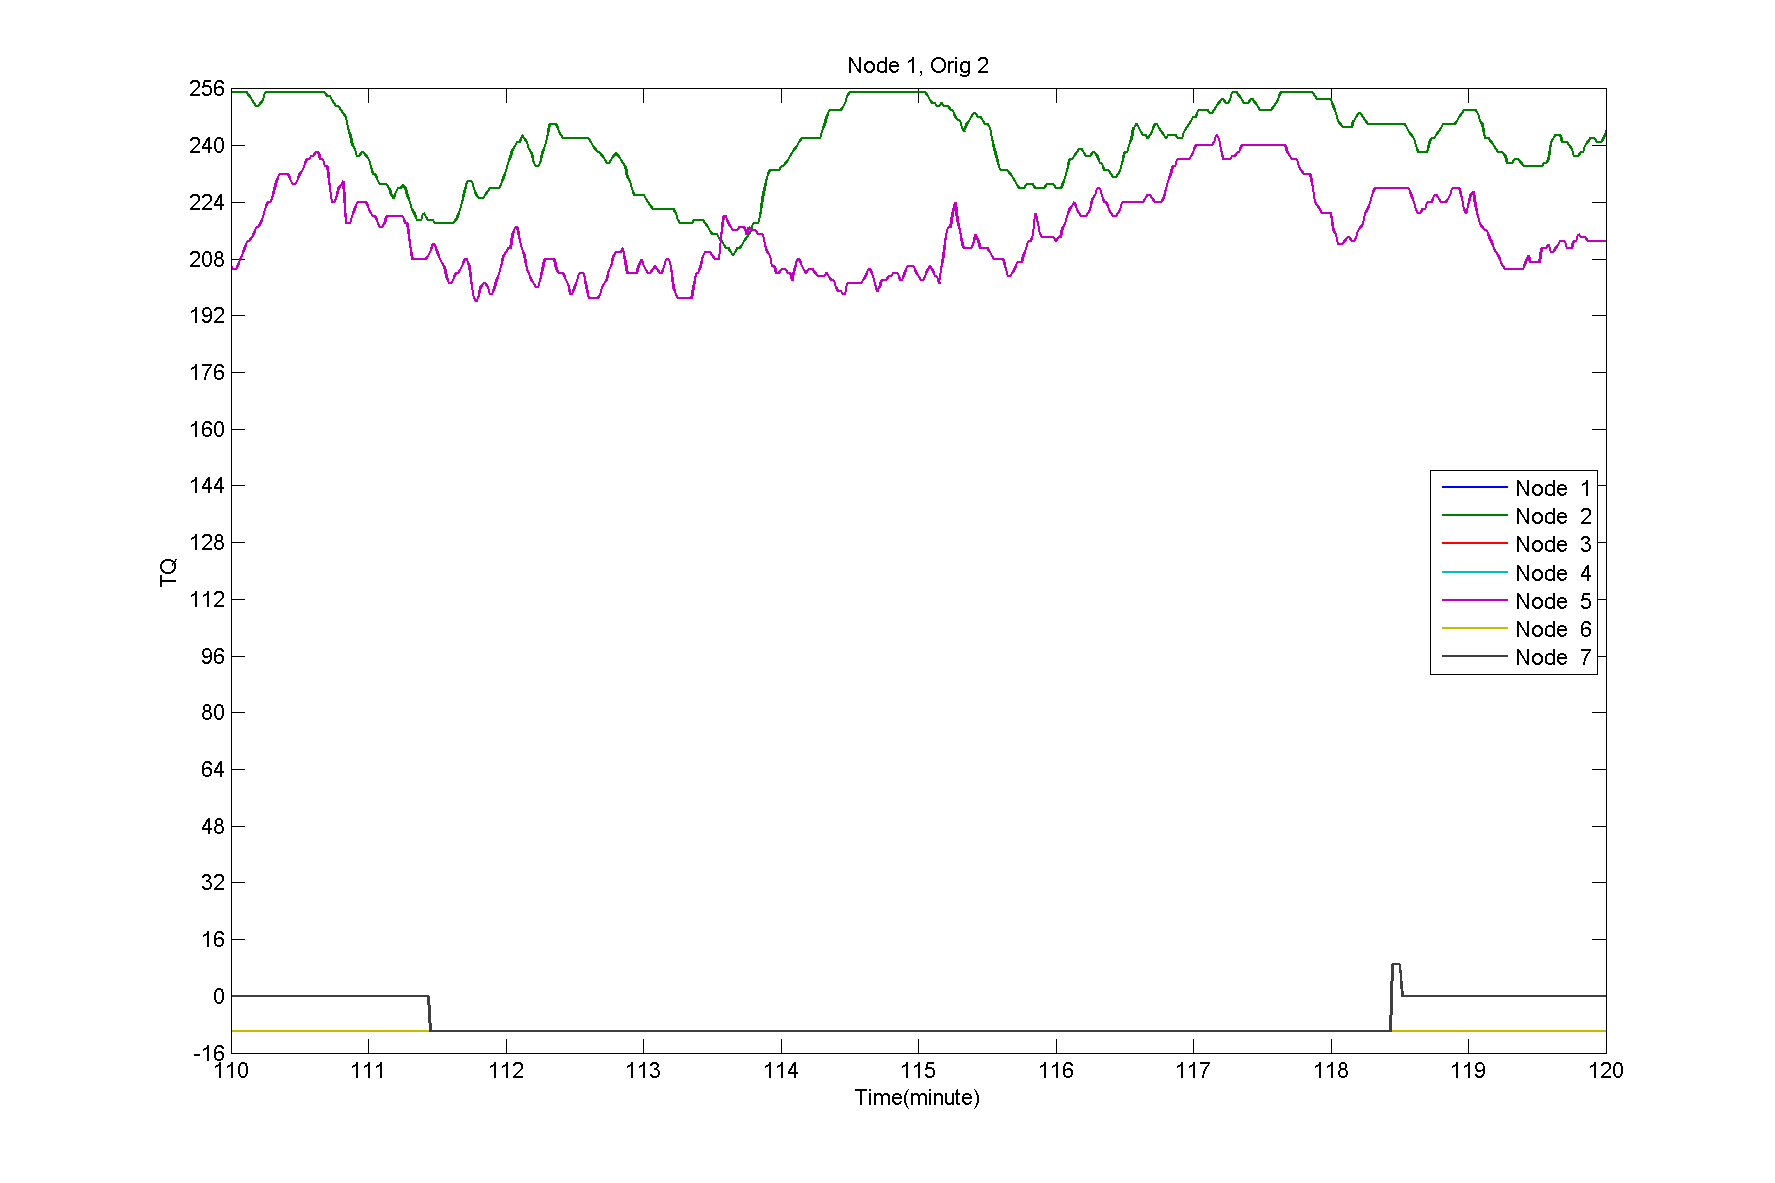 Node 1, Orig 2
256
240
224
208
192
176
160
144
128
112
96
80
64
48
32
16
0
-16
TQ
Node 1
Node 2
Node 3
Node 4
Node 5
Node 6
Node 7
110 111 112 113 114 115 116 117 118 119 120
Time(minute)